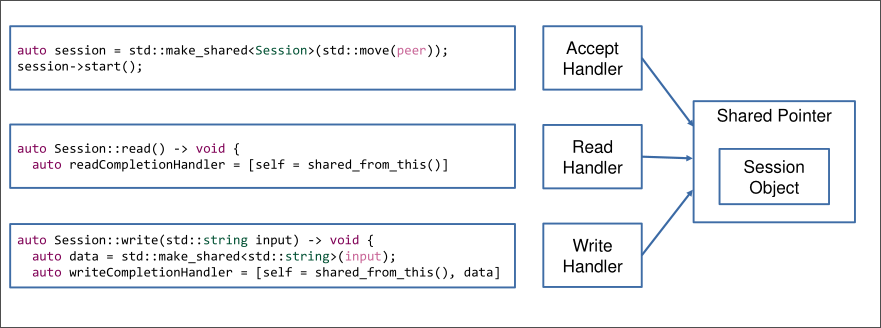 auto session = std::make_shared<Session>(std::move(peer));
session->start();
Accept
Handler
auto Session::read() -> void {
auto readCompletionHandler = [self = shared_from_this()]
Read
Handler
auto Session::write(std::string input) -> void {
auto data = std::make_shared<std::string>(input);
auto writeCompletionHandler = [self = shared_from_this(), data]
Write
Handler
Shared Pointer
Session
Object